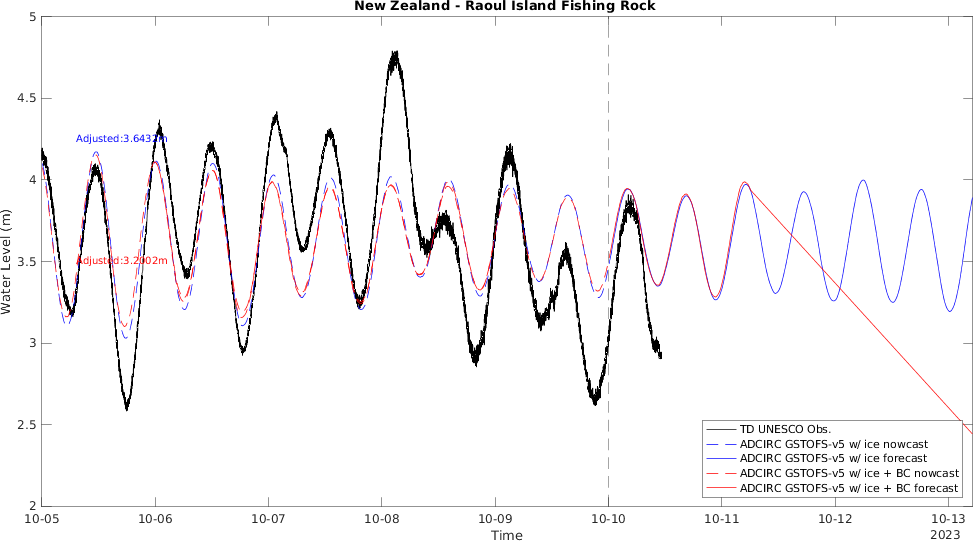 New Zealand - Raoul Island Fishing Rock
5
4.5
4
3.5
3
2.5
2
Water Level (m)
Adjusted:3.6432m
Adjusted:3.2002m
TD UNESCO Obs.
ADCIRC GSTOFS-v5 w/ ice nowcast
ADCIRC GSTOFS-v5 w/ ice forecast
ADCIRC GSTOFS-v5 w/ ice + BC nowcast
ADCIRC GSTOFS-v5 w/ ice + BC forecast
10-05 10-06 10-07 10-08 10-09 10-10 10-11 10-12 10-13
2023
Time